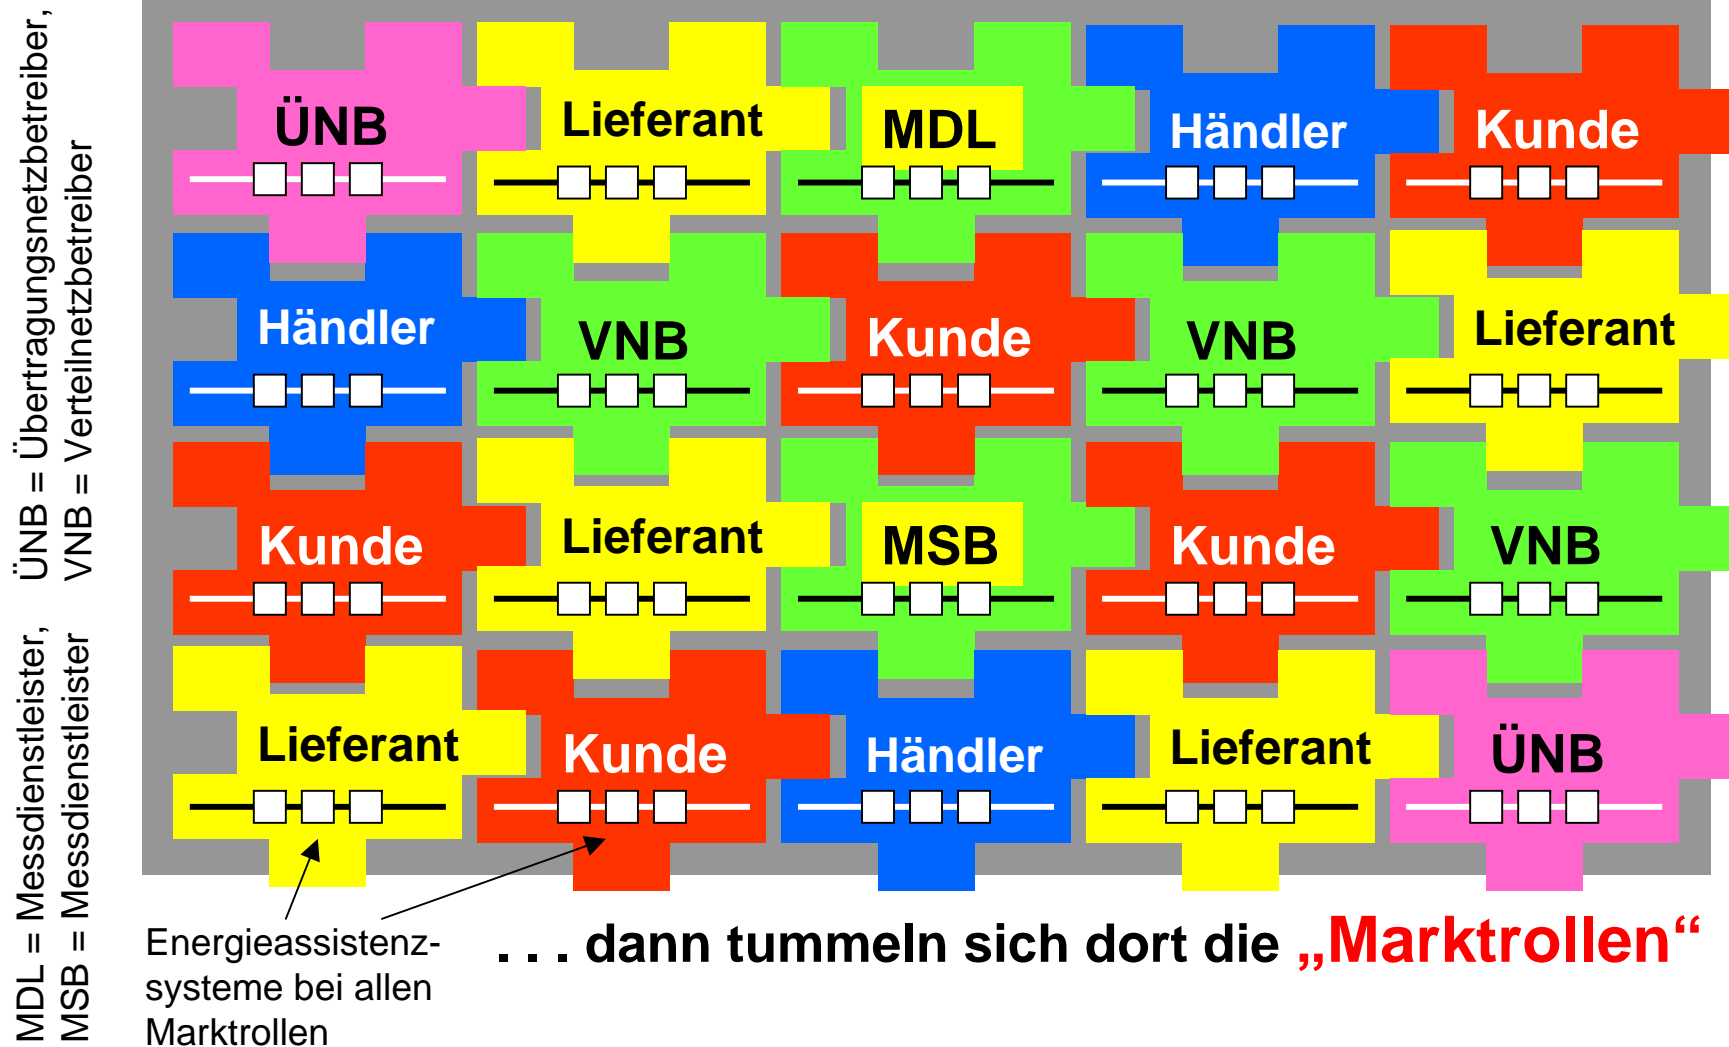 ÜNB = Übertragungsnetzbetreiber,
VNB = Verteilnetzbetreiber
MDL = Messdienstleister,
MSB = Messdienstleister
ÜNB
Lieferant
MDL
Händler
Kunde
Händler
VNB
Kunde
VNB
Lieferant
Kunde
Lieferant
MSB
Kunde
VNB
Lieferant
Kunde
Händler
Lieferant
ÜNB
Energieassistenz-
systeme bei allen
Marktrollen
. . . dann tummeln sich dort die „Marktrollen“